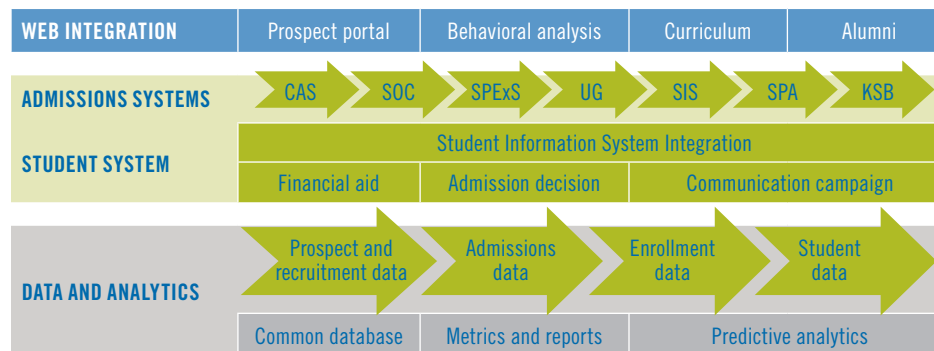 WEB INTEGRATION Prospect portal Behavioral analysis Curriculum Alumni
ADMISSIONS SYSTEMS CAS SOC SPExS UG SIS SPA KSB
Student Information System Integration
STUDENT SYSTEM
Financial aid Admission decision Communication campaign
Prospect and Admissions Enrollment Student
recruitment data data data data
DATA AND ANALYTICS
Common database Metrics and reports Predictive analytics